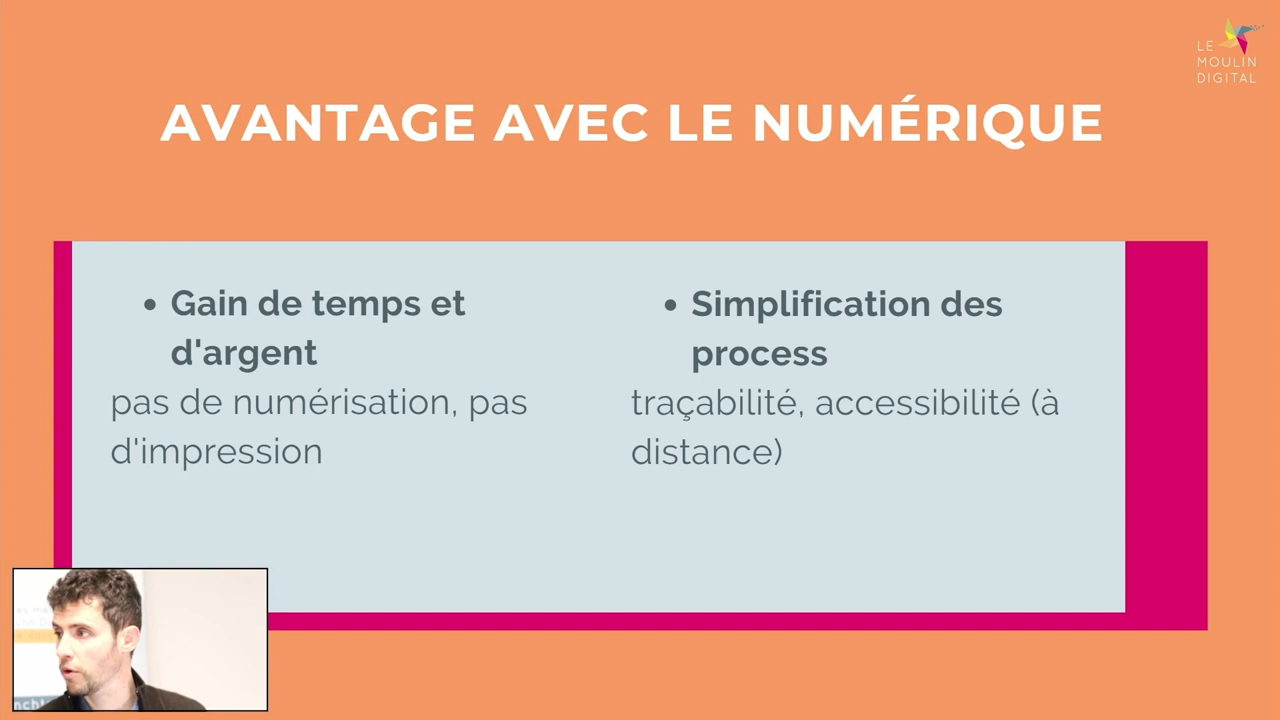 LE
MOULIN
DIGITAL
AVANTAGE AVEC LE NUMÉRIQUE
• Gain de temps et
d'argent
pas de numérisation, pas
d'impression
• Simplification des
process
traçabilité, accessibilité (à
distance)